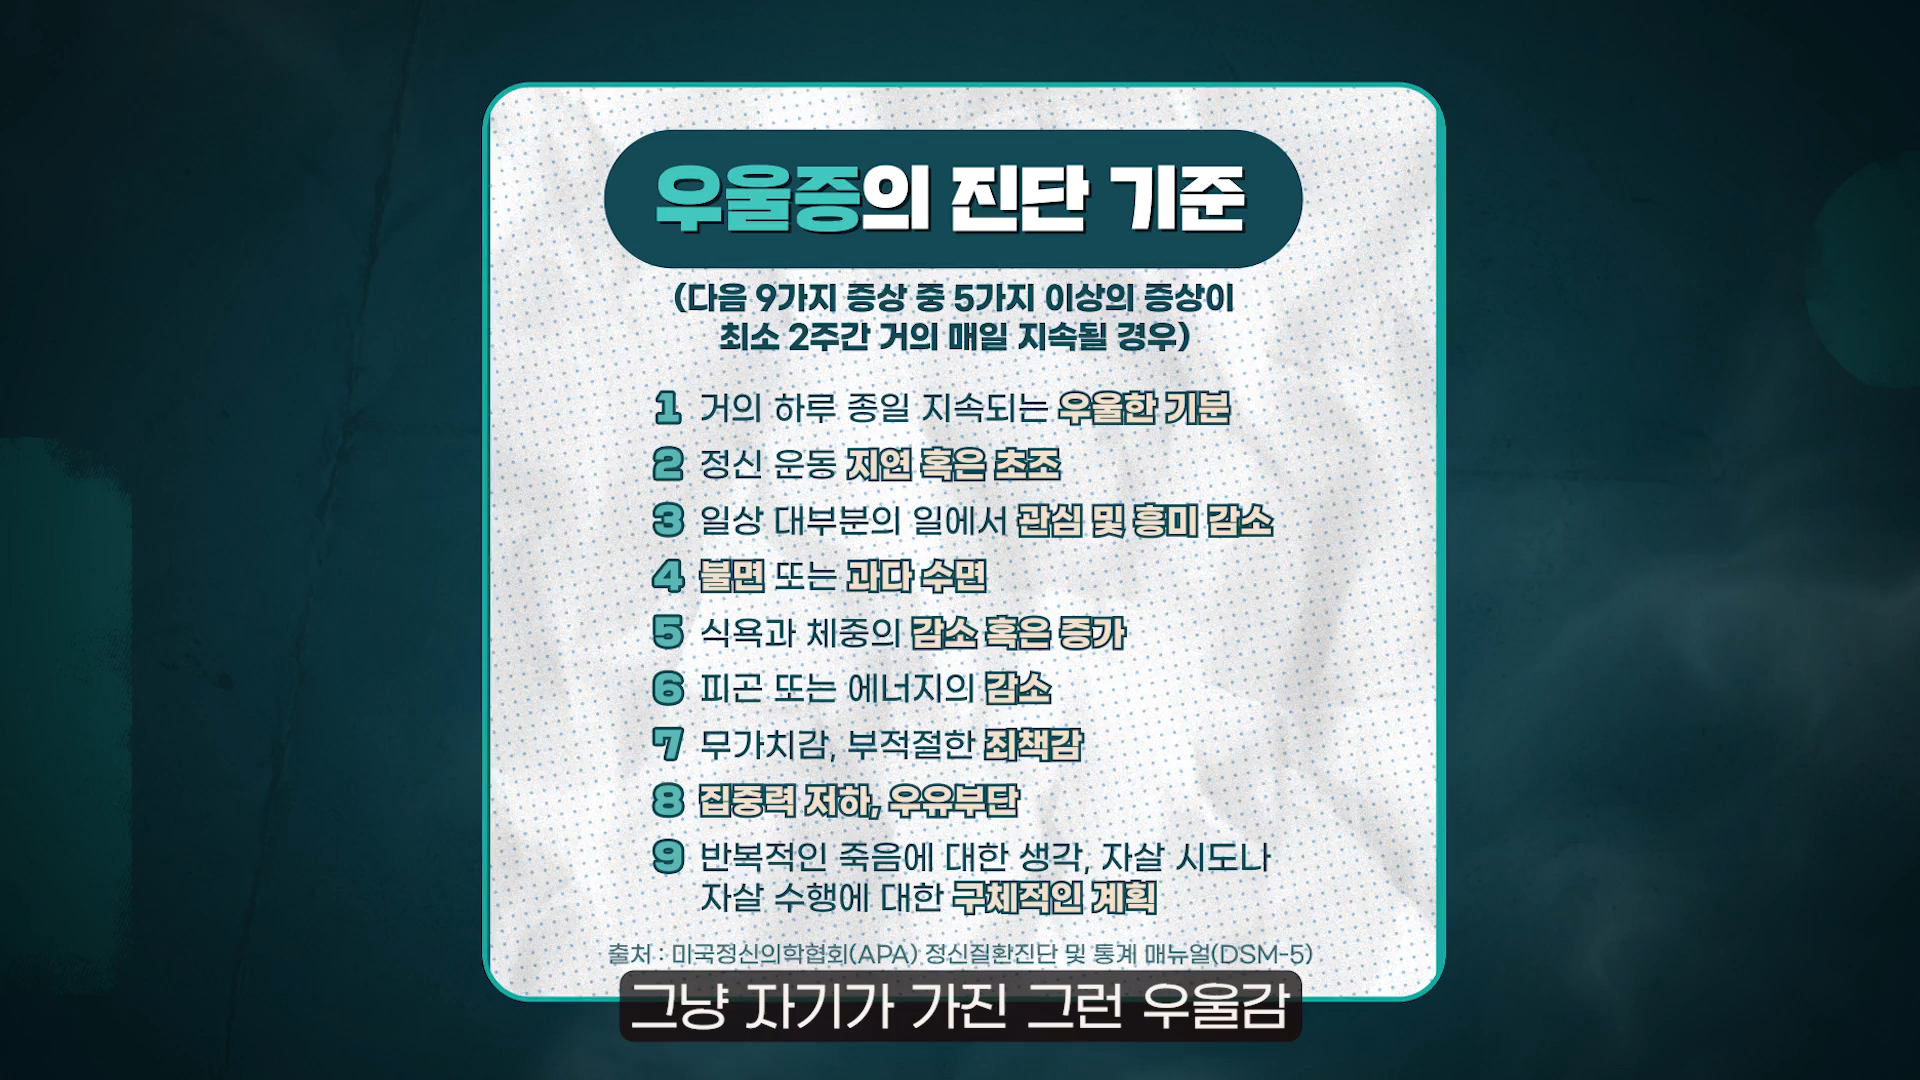 우울증의 진단 기준
(다음 9가지 증상 중 5가지 이상의 증상이
최소 2주간 거의 매일 지속될 경우)
1 거의 하루 종일 지속되는 우울한 기분
2 정신 운동 지연 혹은 초조
3 일상 대부분의 일에서 관심 및 흥미 감소
4 불면 또는 과다 수면
5 식욕과 체중의 감소 혹은 증가
6 피곤 또는 에너지의 감소
7 무가치감, 부적절한 죄책감
8 집중력 저하, 우유부단
9 반복적인 죽음에 대한 생각, 자살 시도나
자살 수행에 대한 구체적인 계획
출처 : 미국정신의학협회(APA) 정신질환진단 및 통계 매뉴얼(DSM-5)
그냥 자기가 가진 그런 우울감